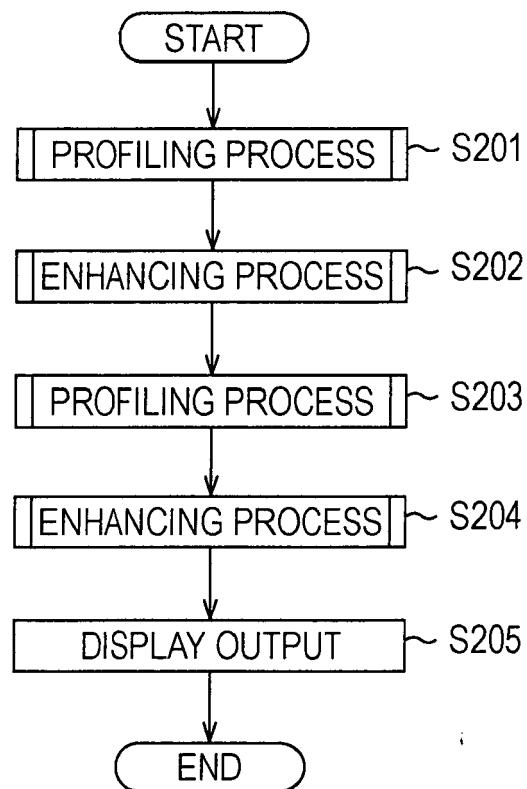 START
PROFILING PROCESS ~ S201
ENHANCING PROCESS ~ S202
PROFILING PROCESS ~ S203
ENHANCING PROCESS ~ S204
DISPLAY OUTPUT ~ S205
END